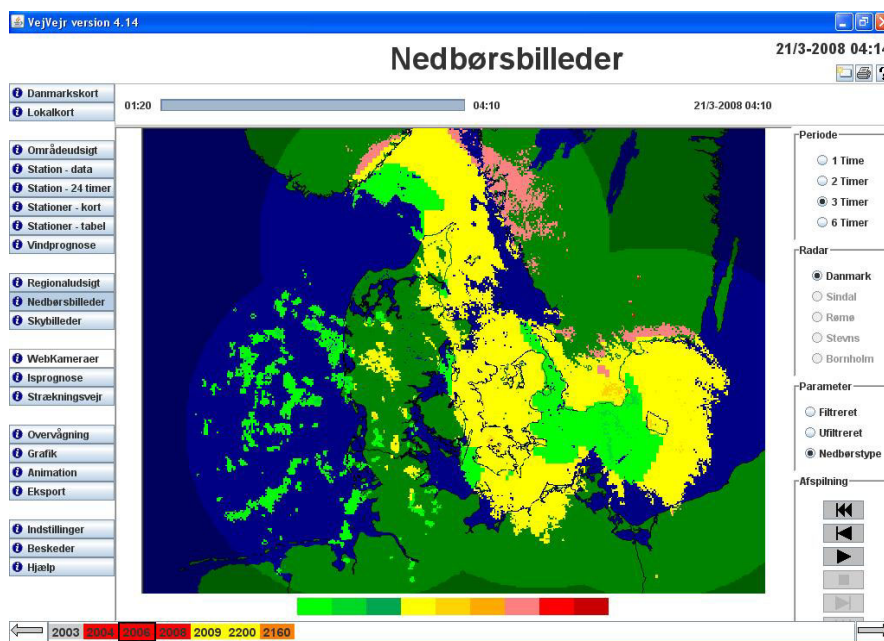 VejVejr version 4.14
Nedbørsbilleder
21/3-2008 04:14
Danmarkskort
Lokalkort
Områdeudsigt
Station - data
Station - 24 timer
Stationer - kort
Stationer - tabel
Vindprognose
Regionaludsigt
Nedbørsbilleder
Skybilleder
WebKameraer
Isprognose
Strækningsvejr
Overvågning
Grafik
Animation
Eksport
Indstillinger
Beskeder
Hjælp
01:20 04:10 21/3-2008 04:10
Periode
1 Time
2 Timer
3 Timer
6 Timer
Radar
Danmark
Sindal
Rømø
Stevns
Bornholm
Parameter
Filtreret
Ufiltreret
Nedbørstype
Afspilning
2003 2004 2006 2008 2009 2200 2160